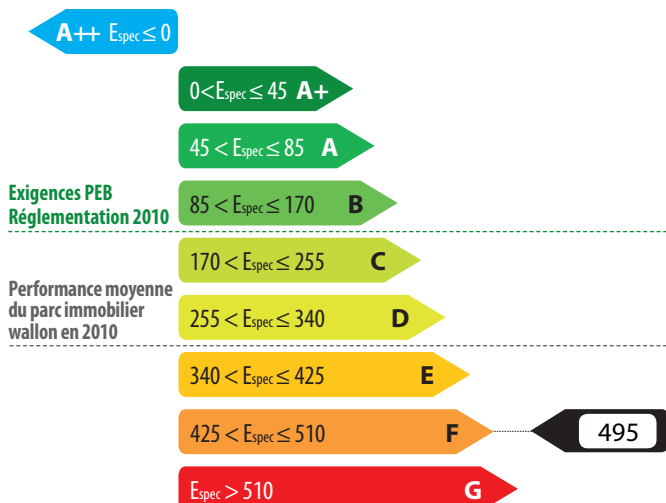 A++ Espec ≤ 0
0<Espec ≤ 45 A+
45 < Espec ≤ 85 A
Exigences PEB
Réglementation 2010
85 < Espec ≤ 170 B
170 < Espec ≤ 255 C
Performance moyenne
du parc immobilier
wallon en 2010
255 < Espec ≤ 340 D
340 < Espec ≤ 425 E
425 < Espec ≤ 510 F
495
Espec > 510 G